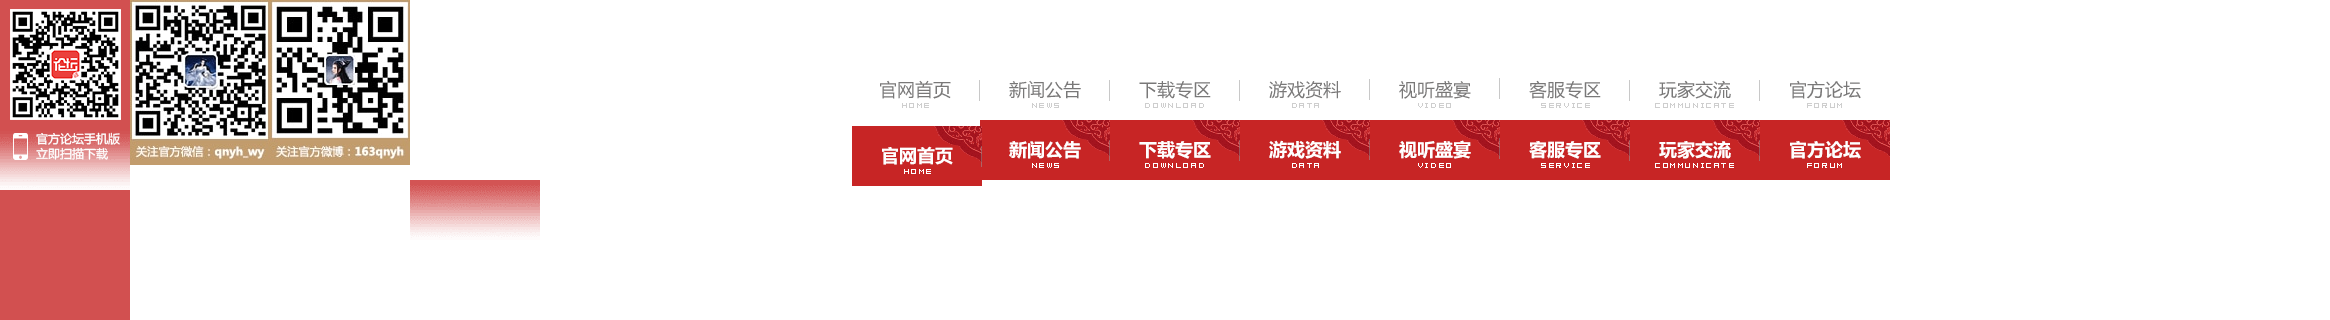 论坛
官方论坛手机版
立即扫描下载
关注官方微信：qnyh_wy
关注官方微博：163qnyh
官网首页 新闻公告 下载专区 游戏资料 视听盛宴 客服专区 玩家交流 官方论坛
HOME NEWS DOWNLOAD DATA VIDEO SERVICE COMMUNICATE FORUM
官网首页 新闻公告 下载专区 游戏资料 视听盛宴 客服专区 玩家交流 官方论坛
HOME NEWS DOWNLOAD DATA VIDEO SERVICE COMMUNICATE FORUM